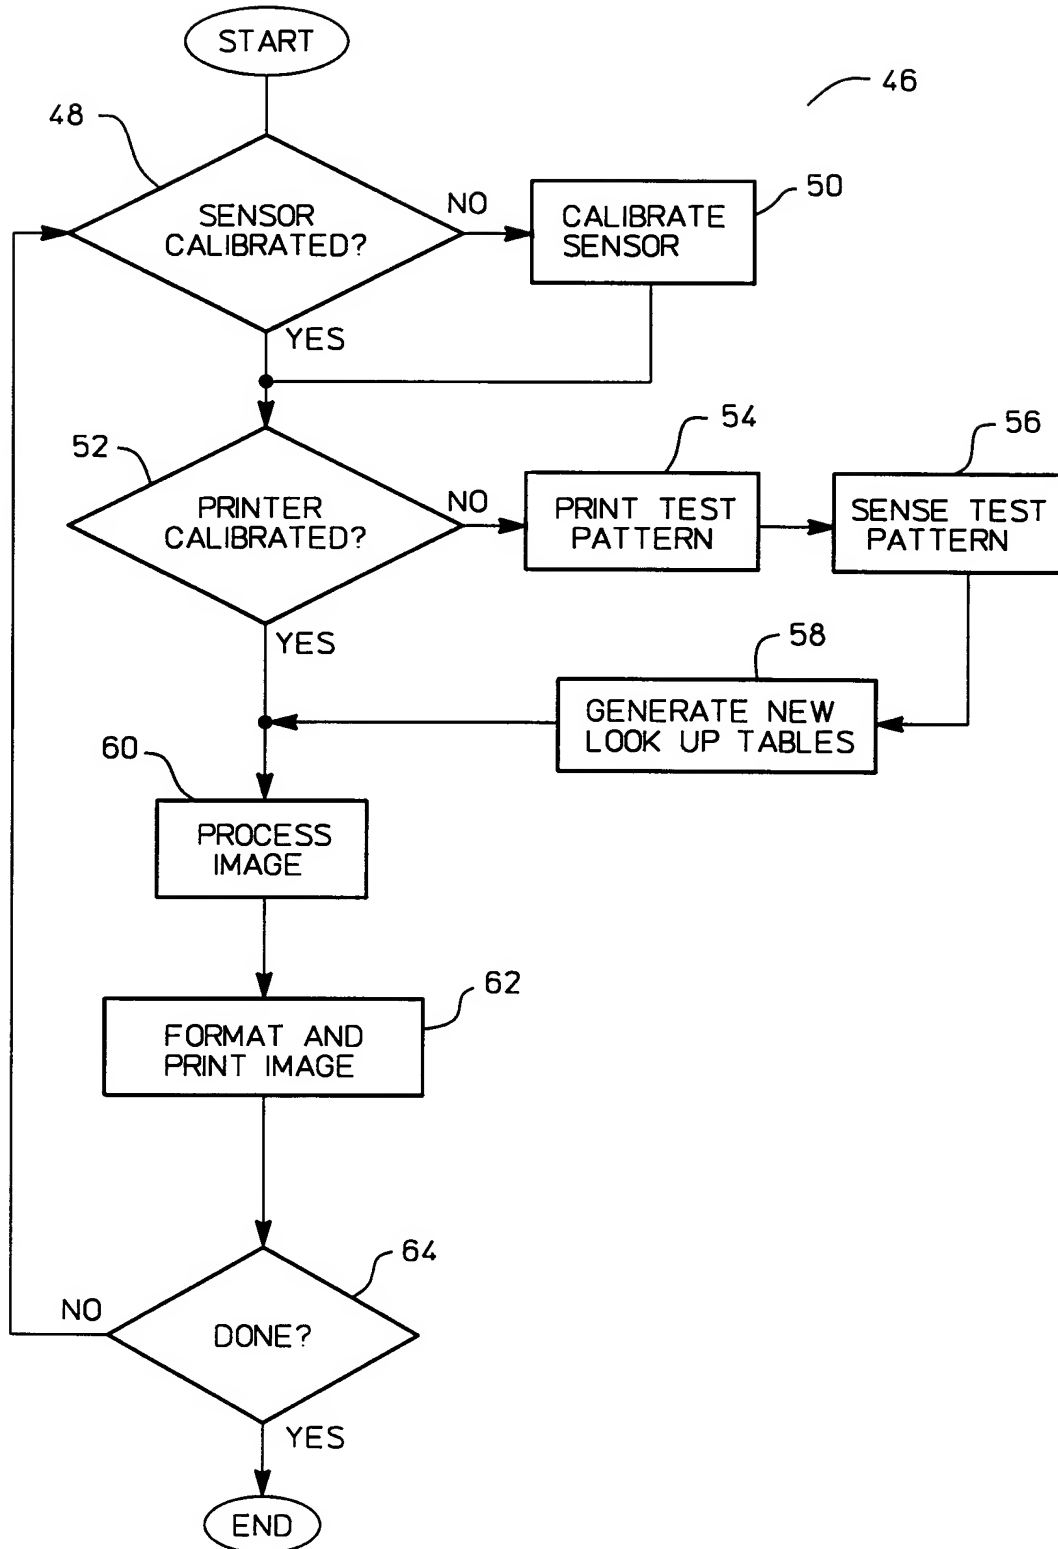 START
46
48
SENSOR
CALIBRATED?
NO
CALIBRATE
SENSOR
50
YES
52
PRINTER
CALIBRATED?
NO
54
PRINT TEST
PATTERN
56
SENSE TEST
PATTERN
YES
58
GENERATE NEW
LOOK UP TABLES
60
PROCESS
IMAGE
62
FORMAT AND
PRINT IMAGE
64
DONE?
NO
YES
END